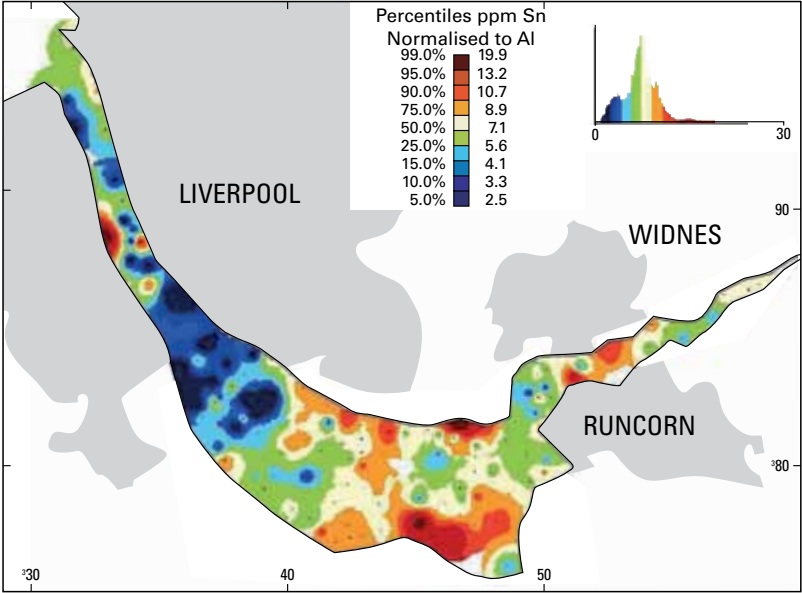 Percentiles ppm Sn
Normalised to Al
99.0% 19.9
95.0% 13.2
90.0% 10.7
75.0% 8.9
50.0% 7.1
25.0% 5.6
15.0% 4.1
10.0% 3.3
5.0% 2.5
0 30
LIVERPOOL
90
WIDNES
RUNCORN
³80
³30 40 50